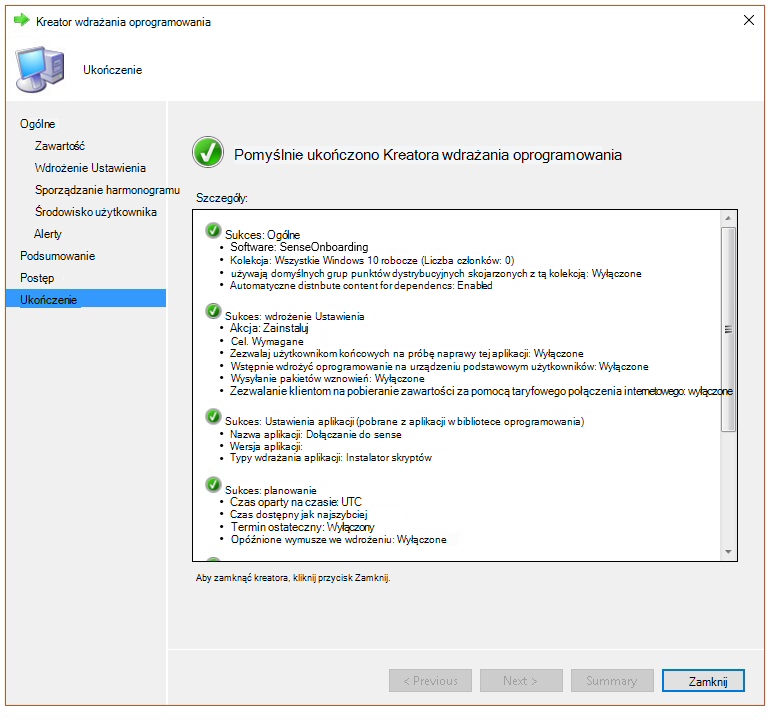 Kreator wdrażania oprogramowania
Ukończenie
Ogólne
Zawartość
Wdrożenie Ustawienia
Sporządzanie harmonogramu
Środowisko użytkownika
Alerty
Podsumowanie
Postęp
Ukończenie
Pomyślnie ukończono Kreatora wdrażania oprogramowania
Szczegóły:
Sukces: Ogólne
• Software: SenseOnboarding
• Kolekcja: Wszystkie Windows 10 robocze (Liczba członków: 0)
• używają domyślnych grup punktów dystrybucyjnych skojarzonych z tą kolekcją: Wyłączone
• Automatyczne distribute content for dependencs: Enabled
Sukces: wdrożenie Ustawienia
• Akcja: Zainstaluj
• Cel. Wymagane
• Zezwalaj użytkownikom końcowych na próbę naprawy tej aplikacji: Wyłączone
• Wstępnie wdrożyć oprogramowanie na urządzeniu podstawowym użytkowników: Wyłączone
• Wysyłanie pakietów wznowień: Wyłączone
• Zezwalanie klientom na pobieranie zawartości za pomocą taryfowego połączenia internetowego: wyłączone
Sukces: Ustawienia aplikacji (pobrane z aplikacji w bibliotece oprogramowania)
• Nazwa aplikacji: Dołączanie do sense
• Wersja aplikacji:
• Typy wdrażania aplikacji: Instalator skryptów
Sukces: planowanie
• Czas oparty na czasie: UTC
• Czas dostępny jak najszybciej
• Termin ostateczny: Wyłączony
• Opóźnione wymusze we wdrożeniu: Wyłączone
Aby zamknąć kreatora, kliknij przycisk Zamknij.
< Previous
Next >
Summary
Zamknij